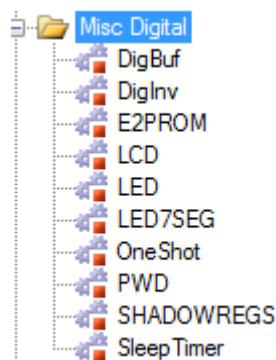 Misc Digital
DigBuf
DigInv
E2PROM
LCD
LED
LED7SEG
OneShot
PWD
SHADOWREGS
SleepTimer